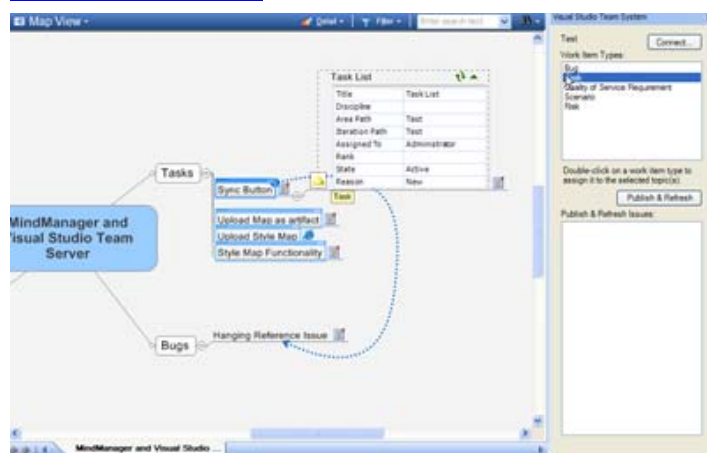 Map View
Detail
Filter
Enter search text
Visual Studio Team System
Test
Connect...
Work Item Types:
Bug
Task
Quality of Service Requirement
Scenario
Risk
Double-click on a work item type to
assign it to the selected topic(s).
Publish & Refresh
Publish & Refresh Issues:
Task List
Title Task List
Discipline
Area Path Test
Iteration Path Test
Assigned To Administrator
Rank
State Active
Reason New
Task
Tasks
Sync Button
Upload Map as artifact
Upload Style Map
Style Map Functionality
MindManager and
Visual Studio Team
Server
Bugs
Hanging Reference Issue
MindManager and Visual Studio ...